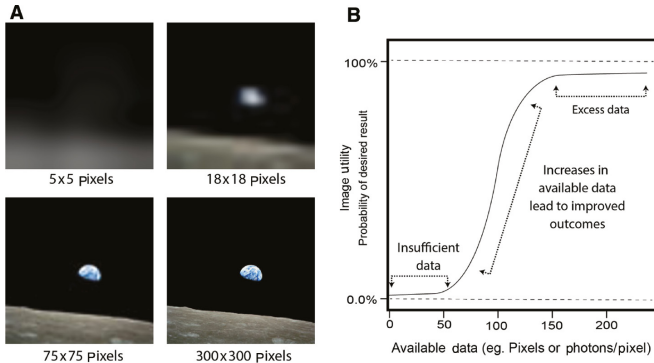 A
5x5 pixels
18x18 pixels
75x75 pixels
300x300 pixels
B
Image utility
Probability of desired result
100%
0.0%
Excess data
Increases in
available data
lead to improved
outcomes
Insufficient
data
0 50 100 150 200
Available data (eg. Pixels or photons/pixel)